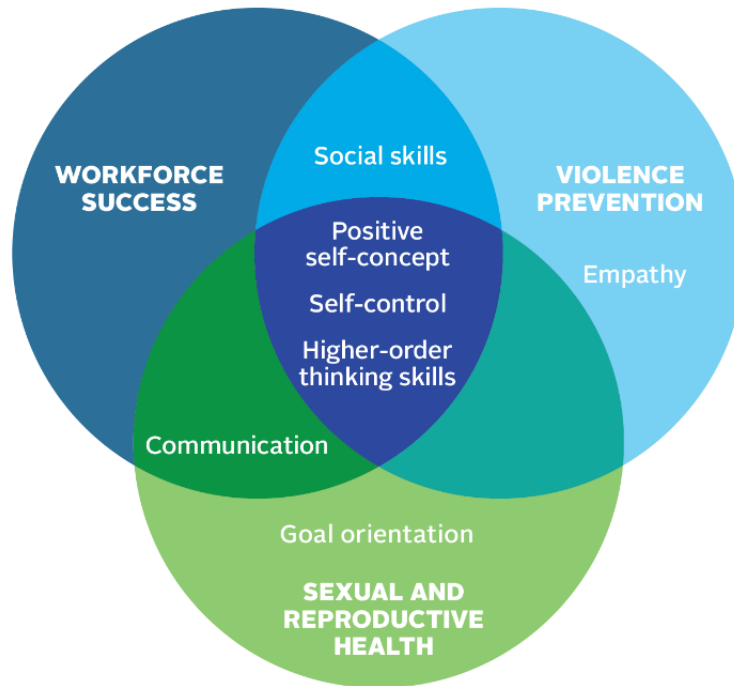 Social skills
WORKFORCE
SUCCESS
VIOLENCE
PREVENTION
Positive
self-concept
Empathy
Self-control
Higher-order
thinking skills
Communication
Goal orientation
SEXUAL AND
REPRODUCTIVE
HEALTH